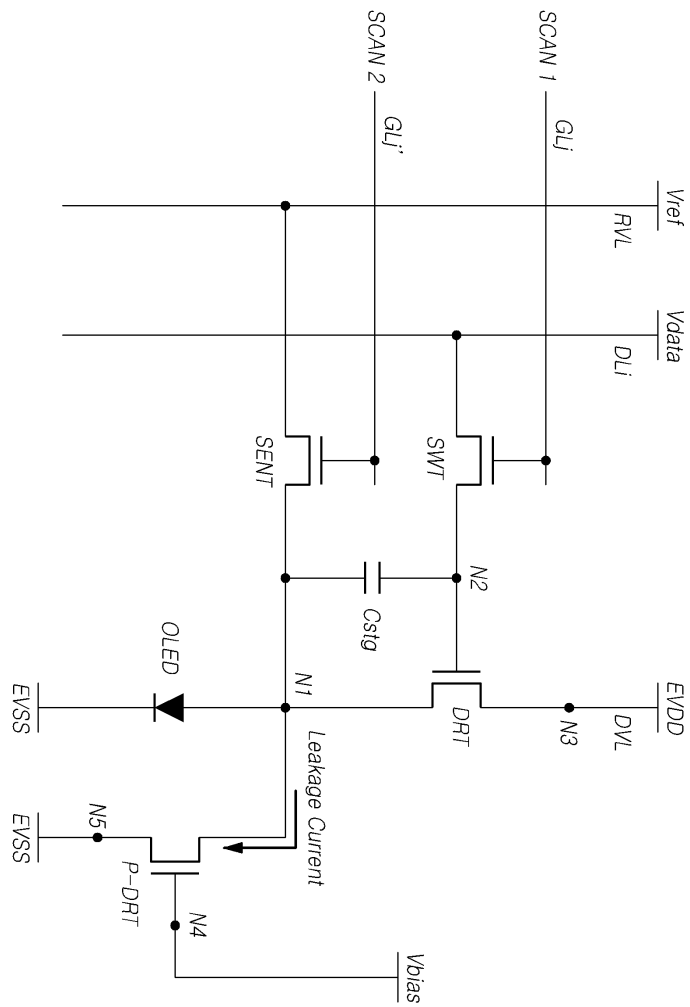 Vref
Vdata
EVDD
RVL
DLi
DVL
SCAN 1
GLj
N3
N2
DRT
SWT
Vbias
SCAN 2
GLj'
Cstg
Leakage Current
N1
SENT
N4
OLED
P-DRT
N5
EVSS
EVSS